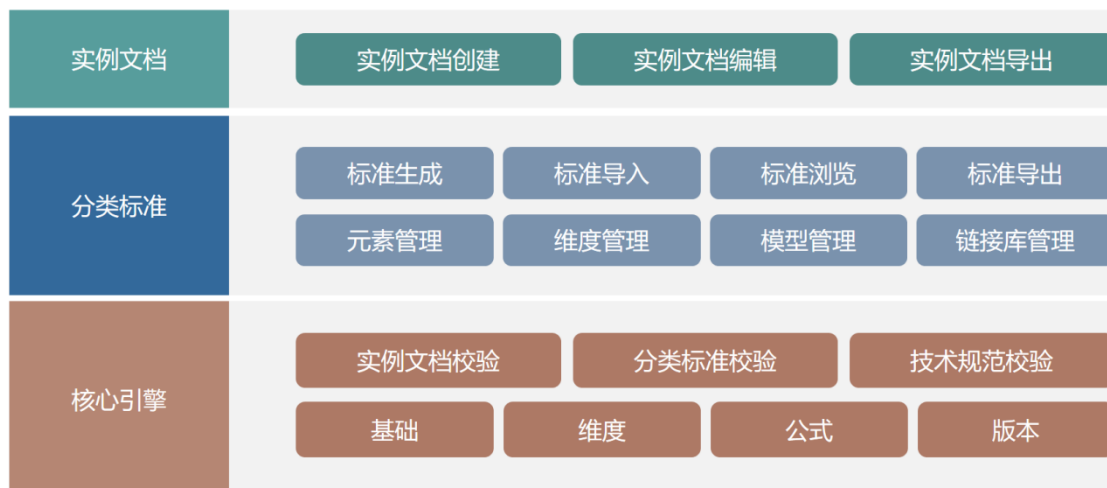 实例文档
实例文档创建 实例文档编辑 实例文档导出
分类标准
标准生成 标准导入 标准浏览 标准导出
元素管理 维度管理 模型管理 链接库管理
核心引擎
实例文档校验 分类标准校验 技术规范校验
基础 维度 公式 版本